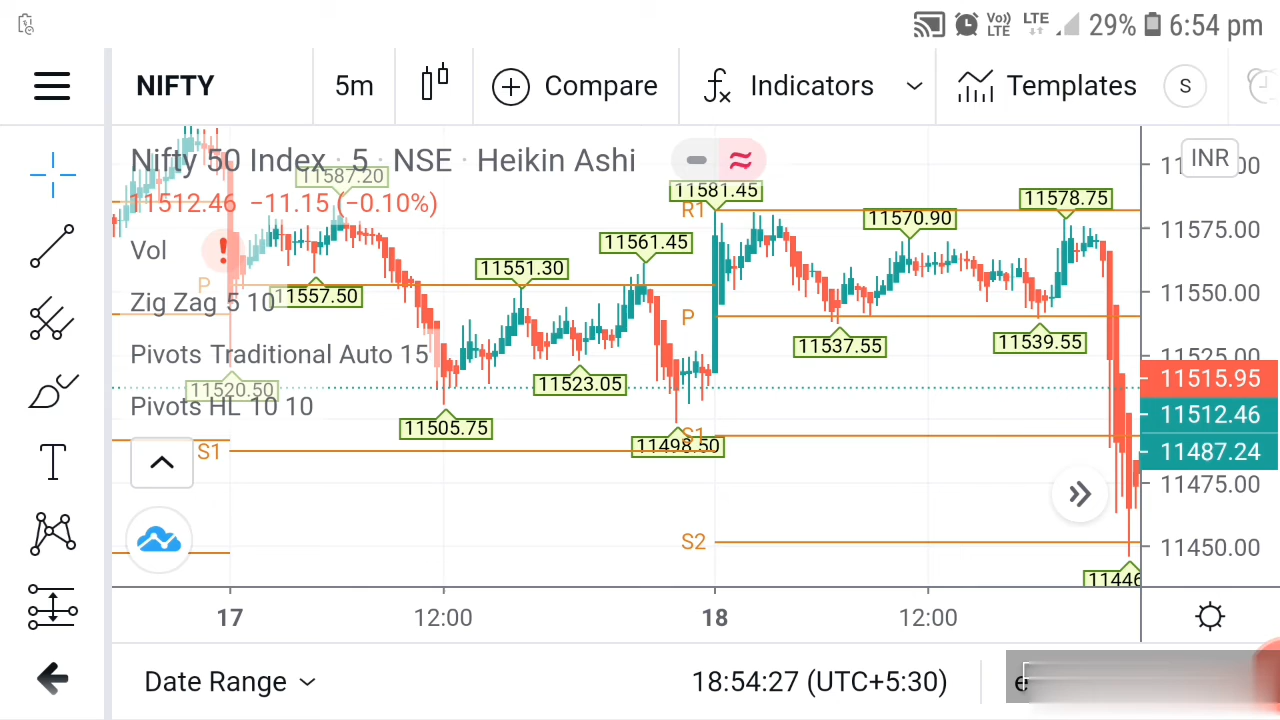 Vo)) LTE LTE 29% 6:54 pm
NIFTY 5m Compare Indicators Templates S
Nifty 50 Index · 5 · NSE · Heikin Ashi
INR
11587.20
11512.46 −11.15 (−0.10%)
11581.45
R1
11578.75
11570.90
11575.00
Vol
11561.45
11551.30
P
11557.50
11550.00
Zig Zag 5 10
P
11537.55
11539.55
Pivots Traditional Auto 15
11525.00
11520.50
11523.05
11515.95
Pivots HL 10 10
11512.46
11505.75
S1
11498.50
S1
11487.24
11475.00
S2
11450.00
11446
17 12:00 18 12:00
Date Range 18:54:27 (UTC+5:30)